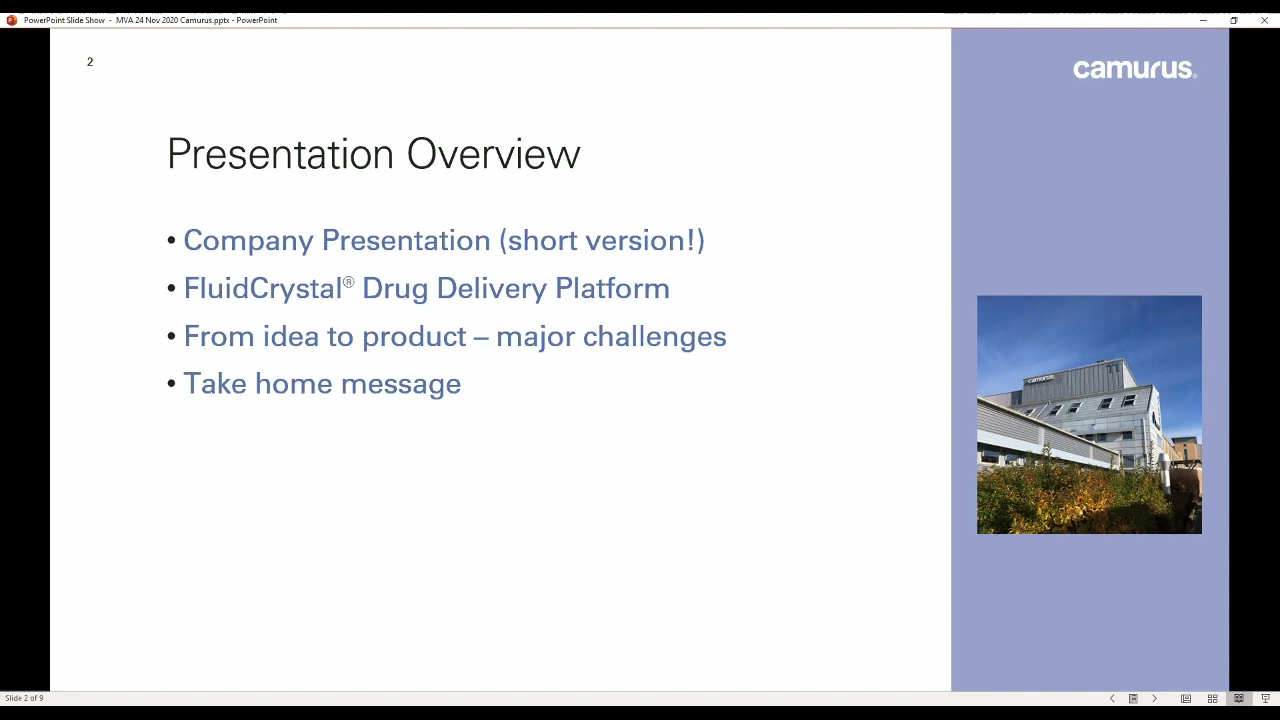 PowerPoint Slide Show - MVA 24 Nov 2020 Camurus.pptx - PowerPoint
2
camurus®
Presentation Overview
• Company Presentation (short version!)
• FluidCrystal® Drug Delivery Platform
• From idea to product – major challenges
• Take home message
camurus
Slide 2 of 9